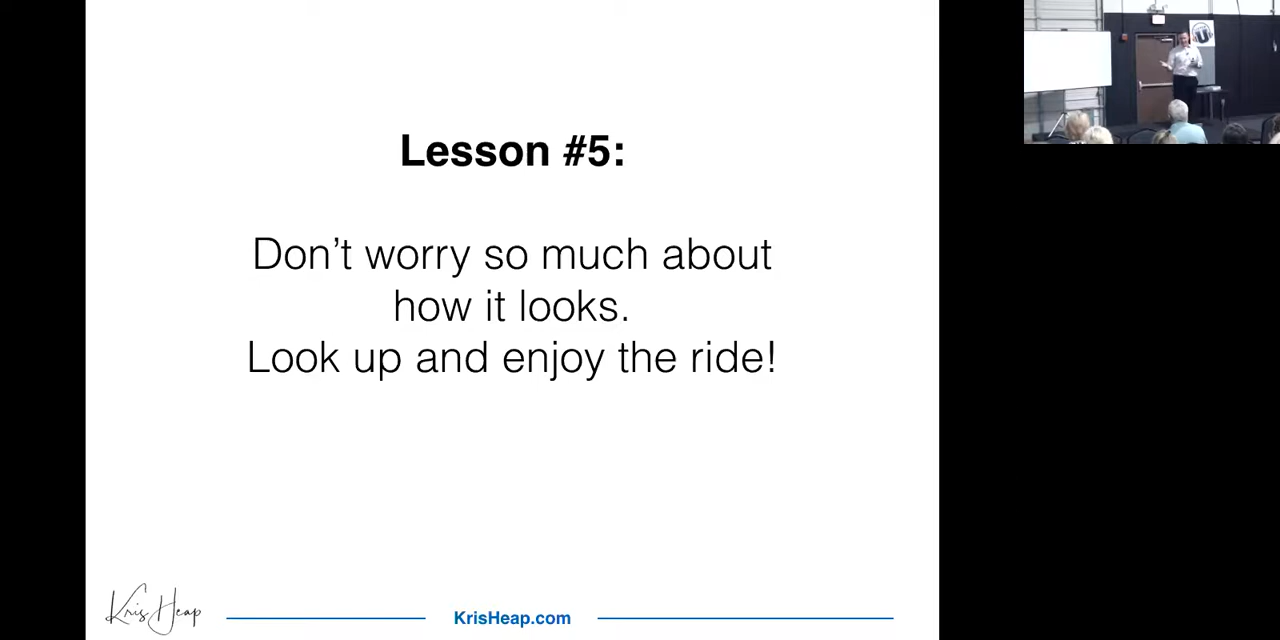 Lesson #5:
Don't worry so much about
how it looks.
Look up and enjoy the ride!
Kris Heap
KrisHeap.com
U